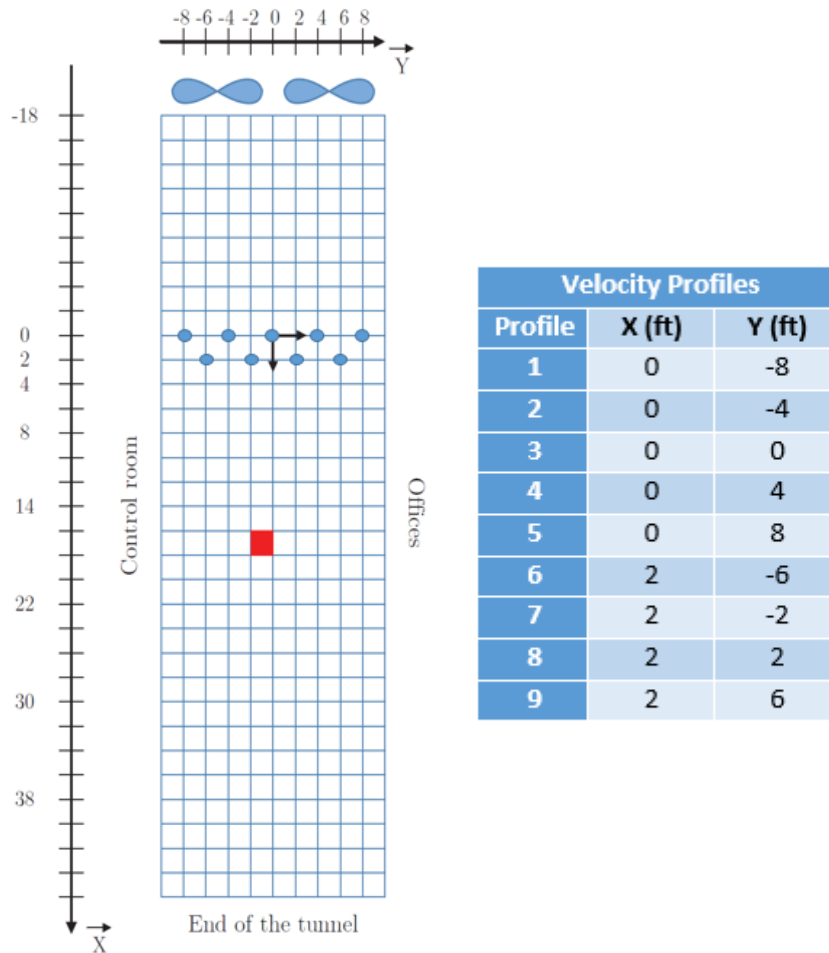 -8 -6 -4 -2 0 2 4 6 8
Y
-18
0
2
4
8
14
22
30
38
X
Control room
Offices
End of the tunnel
Velocity Profiles
Profile X (ft) Y (ft)
1 0 -8
2 0 -4
3 0 0
4 0 4
5 0 8
6 2 -6
7 2 -2
8 2 2
9 2 6